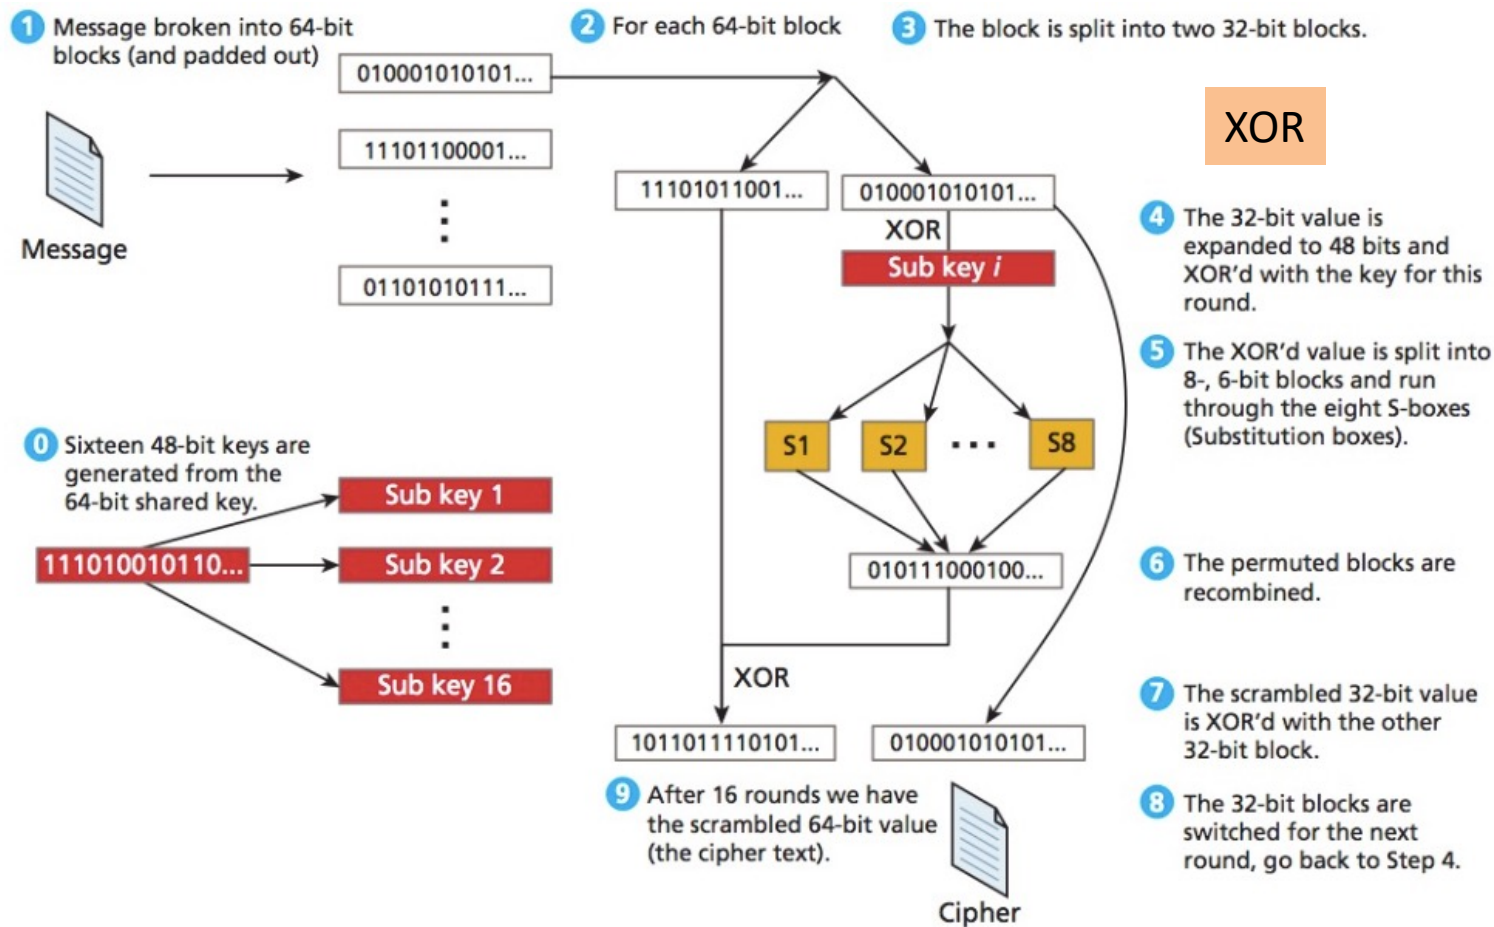 1 Message broken into 64-bit
blocks (and padded out)
2 For each 64-bit block
3 The block is split into two 32-bit blocks.
010001010101...
11101100001...
01101010111...
Message
11101011001...
010001010101...
XOR
Sub key i
XOR
4 The 32-bit value is
expanded to 48 bits and
XOR'd with the key for this
round.
5 The XOR'd value is split into
8-, 6-bit blocks and run
through the eight S-boxes
(Substitution boxes).
S1
S2
S8
0 Sixteen 48-bit keys are
generated from the
64-bit shared key.
111010010110...
Sub key 1
Sub key 2
Sub key 16
010111000100...
6 The permuted blocks are
recombined.
XOR
7 The scrambled 32-bit value
is XOR'd with the other
32-bit block.
1011011110101...
010001010101...
9 After 16 rounds we have
the scrambled 64-bit value
(the cipher text).
8 The 32-bit blocks are
switched for the next
round, go back to Step 4.
Cipher